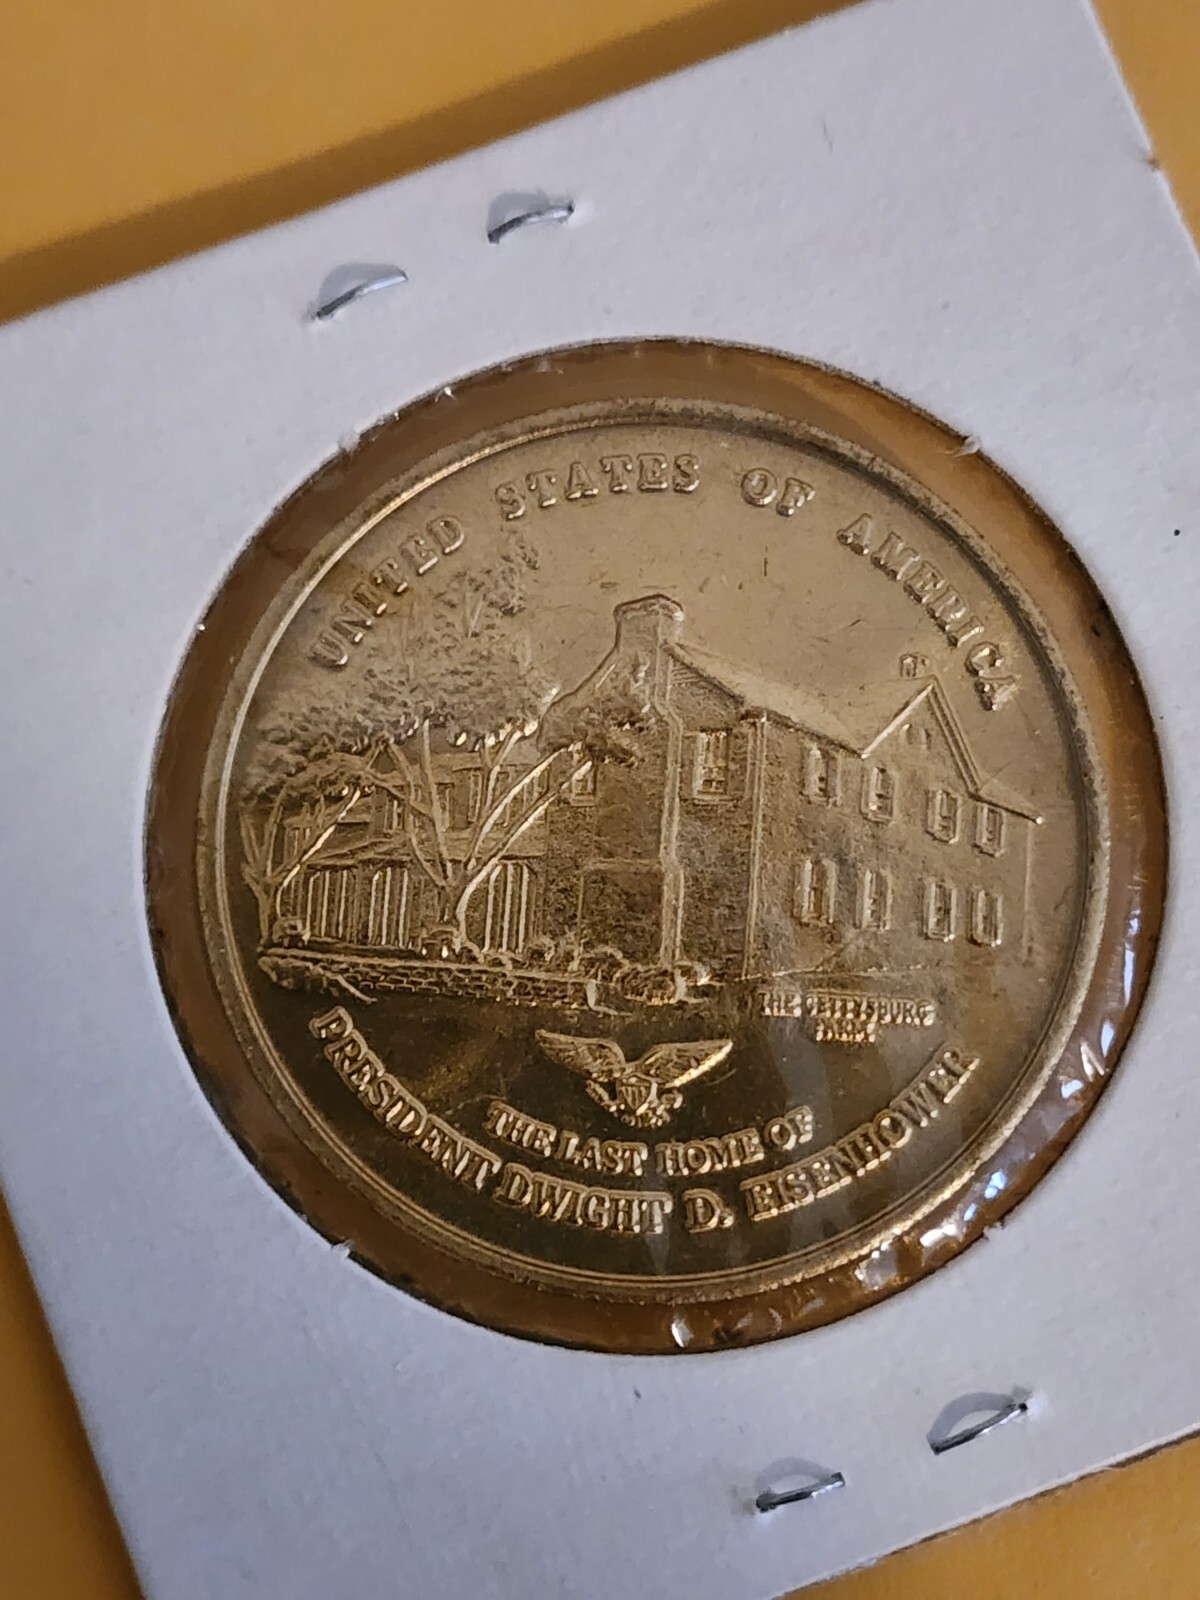 UNITED STATES OF AMERICA
THE GETTYSBURG
FARM
THE LAST HOME OF
PRESIDENT DWIGHT D. EISENHOWER